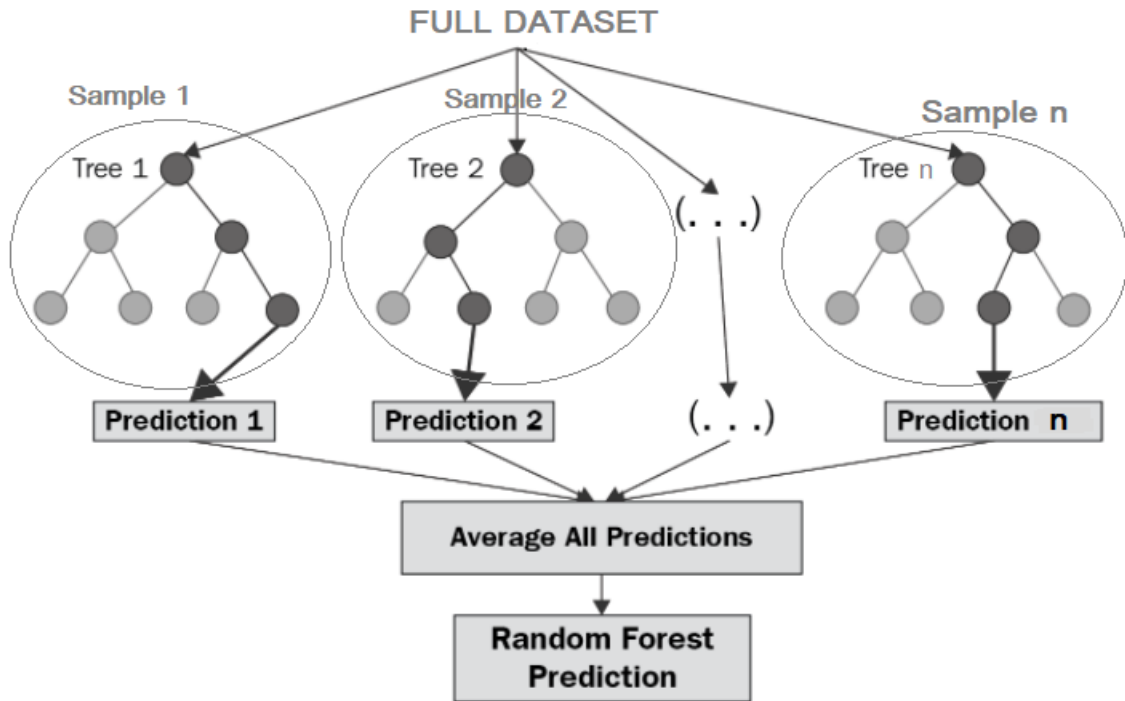 FULL DATASET
Sample 1
Sample 2
Sample n
Tree 1
Tree 2
Tree n
(. . .)
Prediction 1
Prediction 2
(. . .)
Prediction n
Average All Predictions
Random Forest
Prediction